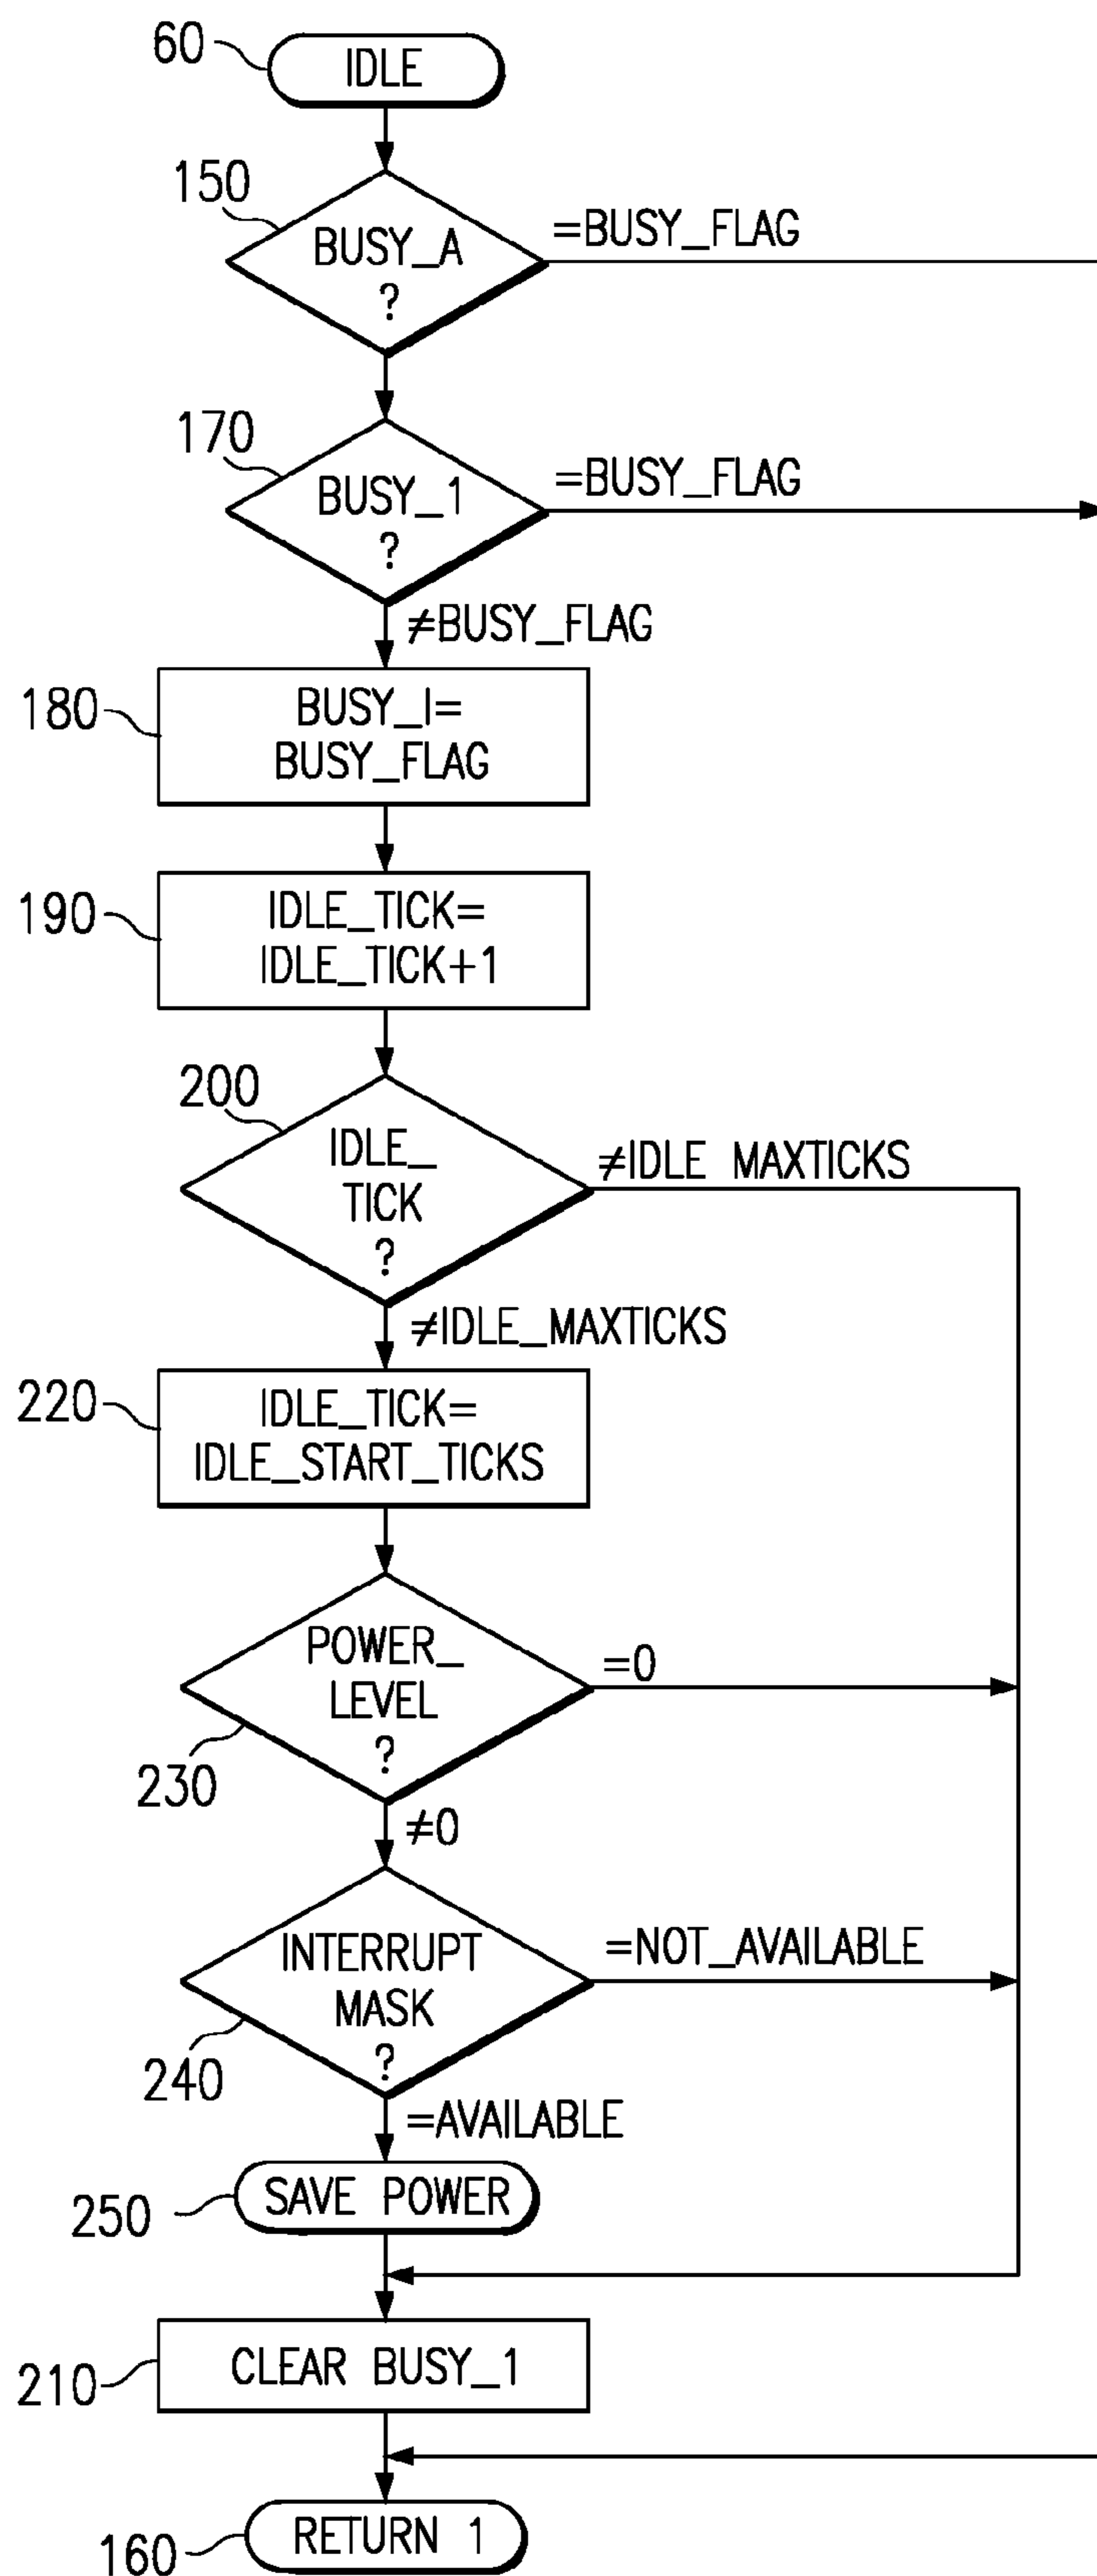 60
IDLE
150
BUSY_A
?
=BUSY_FLAG
170
BUSY_1
?
=BUSY_FLAG
≠BUSY_FLAG
180
BUSY_I=
BUSY_FLAG
190
IDLE_TICK=
IDLE_TICK+1
200
IDLE_
TICK
?
≠IDLE MAXTICKS
≠IDLE_MAXTICKS
220
IDLE_TICK=
IDLE_START_TICKS
POWER_
LEVEL
?
=0
230
≠0
INTERRUPT
MASK
?
=NOT_AVAILABLE
240
=AVAILABLE
250
SAVE POWER
210
CLEAR BUSY_1
160
RETURN 1